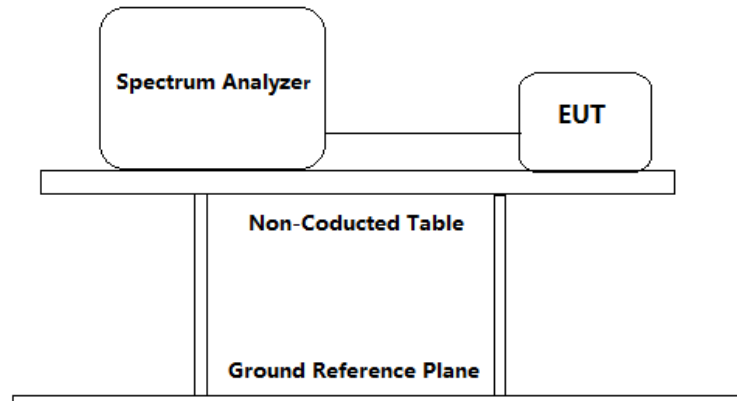 Spectrum Analyzer
EUT
Non-Coducted Table
Ground Reference Plane